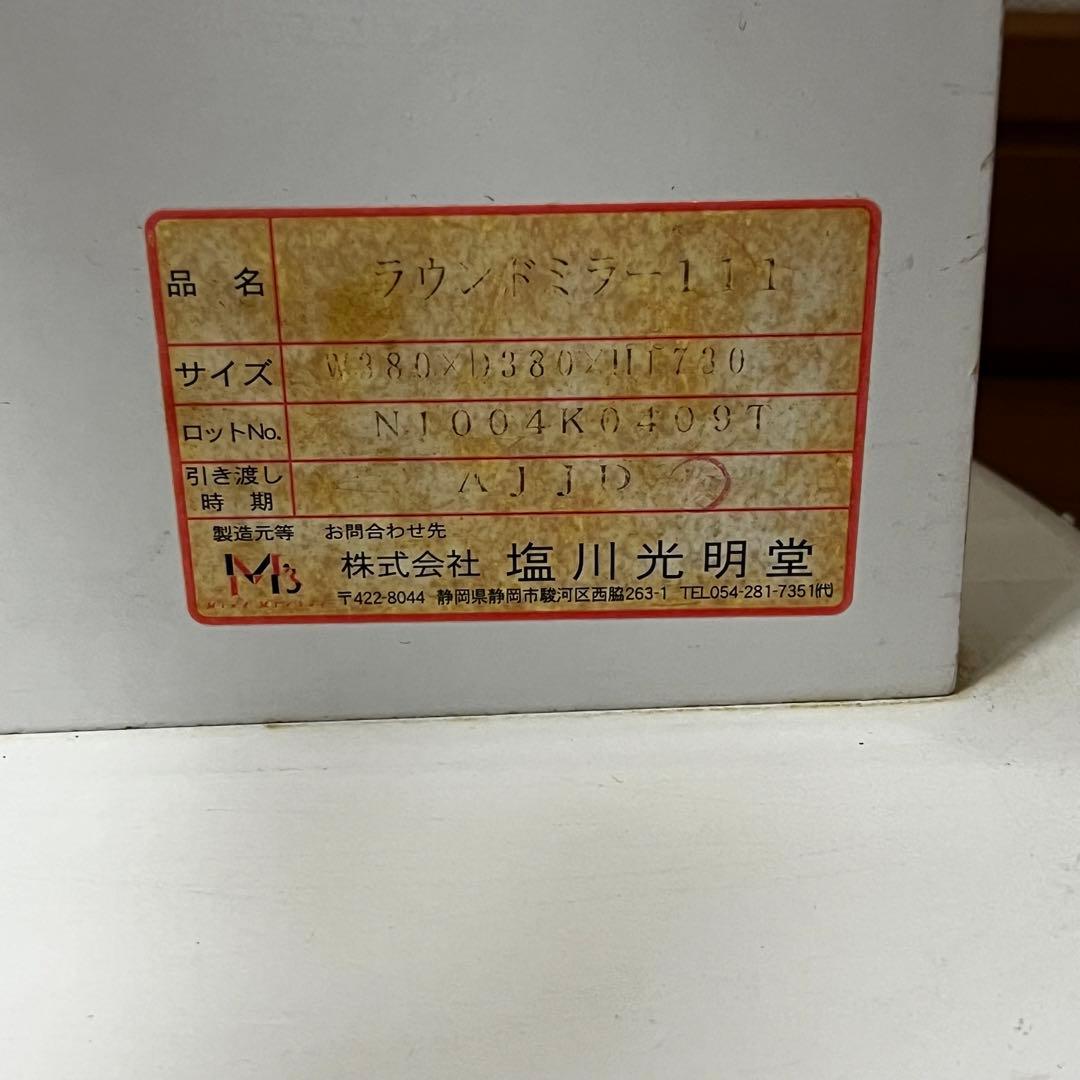 品名 ラウンドミラー111
サイズ W380×D380×H1730
ロットNo. N1004K0409T
引き渡し時期 AJJD
製造元等 お問合わせ先
M's 株式会社 塩川光明堂
〒422-8044 静岡県静岡市駿河区西脇263-1 TEL054-281-7351㈹